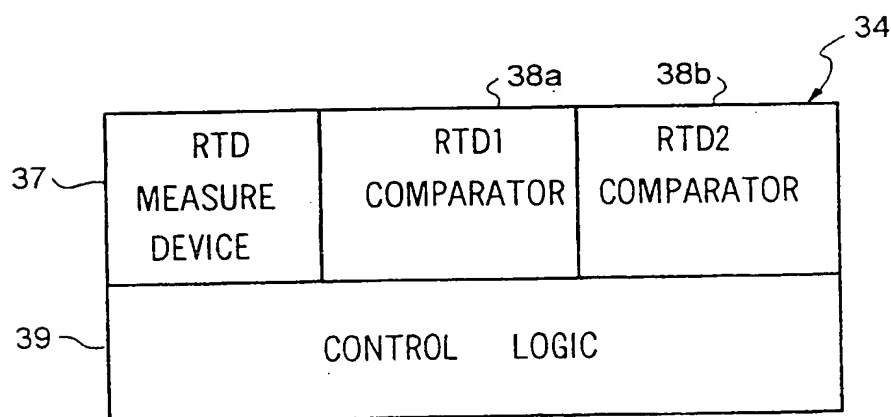 34
38a
38b
37
RTD
MEASURE
DEVICE
RTD1
COMPARATOR
RTD2
COMPARATOR
39
CONTROL LOGIC